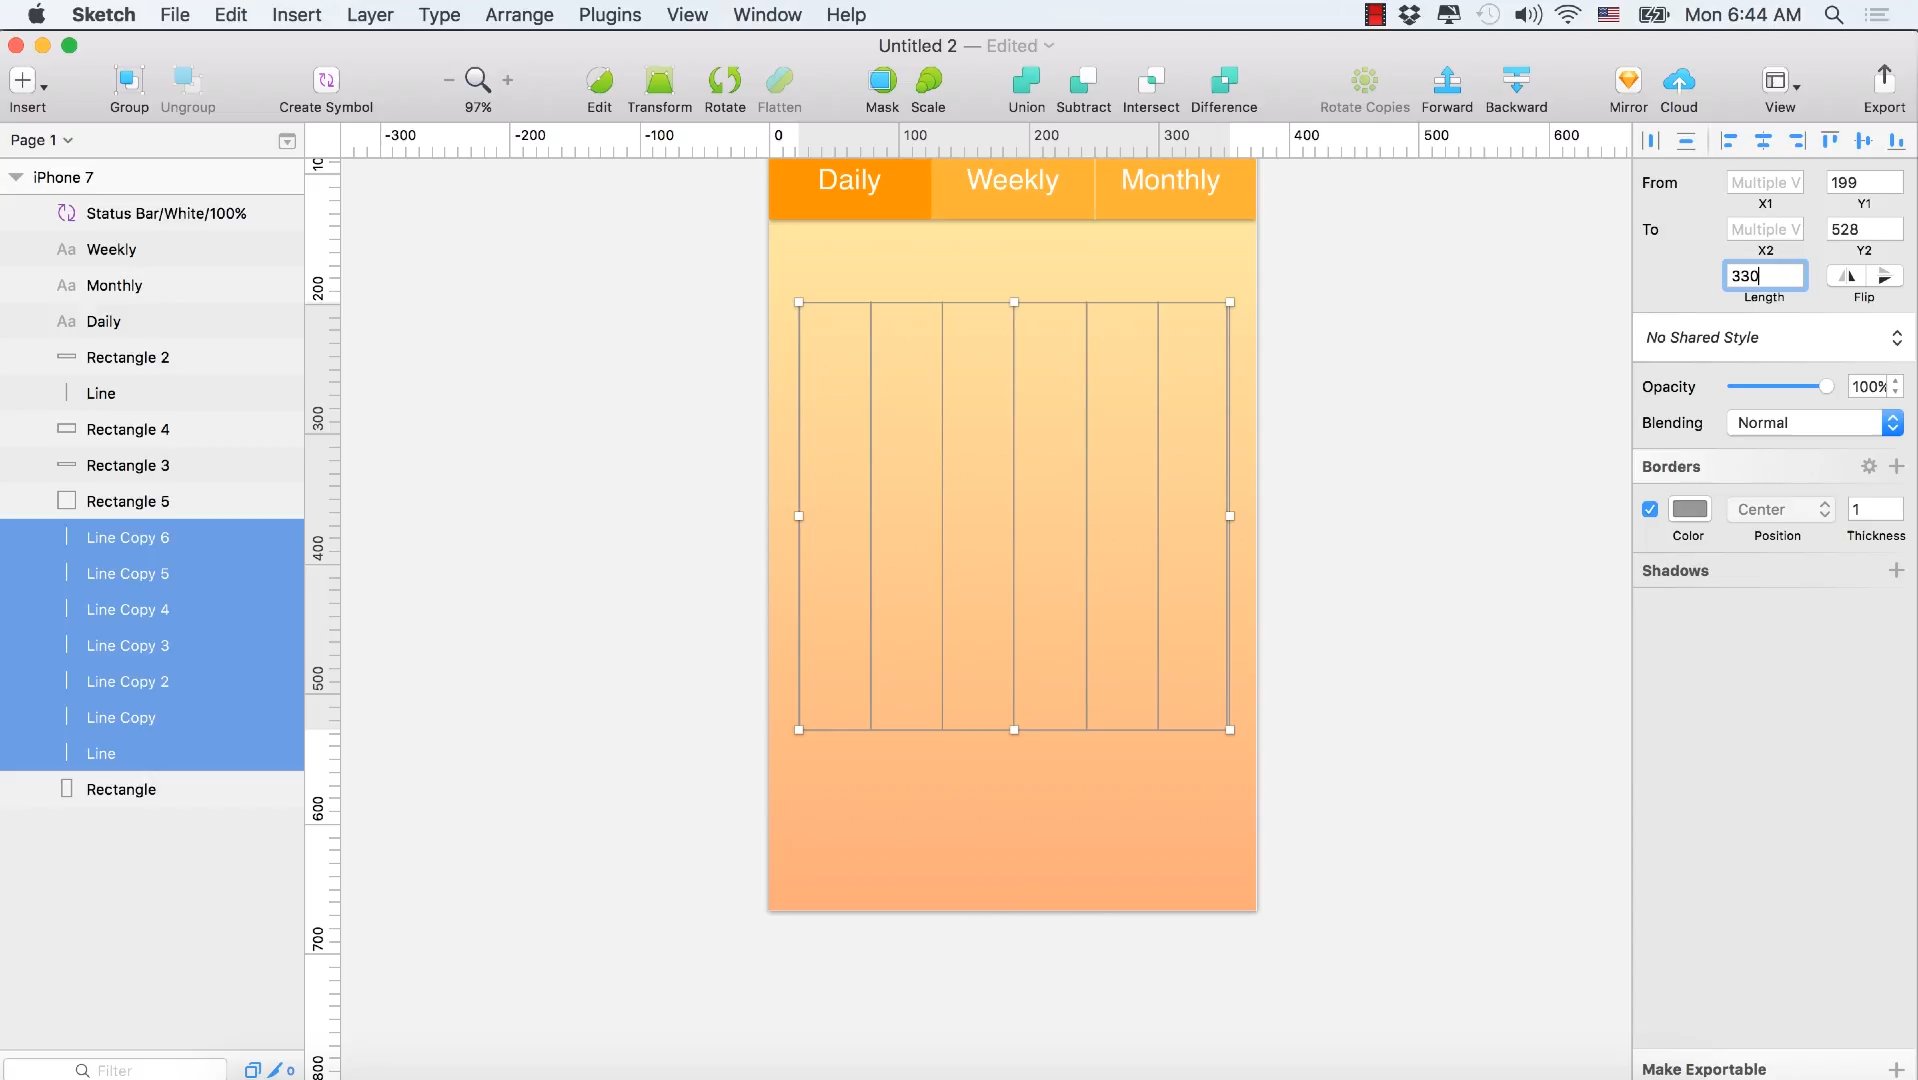 Sketch File Edit Insert Layer Type Arrange Plugins View Window Help Mon 6:44 AM
Untitled 2 — Edited
Insert Group Ungroup Create Symbol 97% Edit Transform Rotate Flatten Mask Scale Union Subtract Intersect Difference Rotate Copies Forward Backward Mirror Cloud View Export
Page 1
-300 -200 -100 0 100 200 300 400 500 600
iPhone 7
Status Bar/White/100%
Weekly
Monthly
Daily
Rectangle 2
Line
Rectangle 4
Rectangle 3
Rectangle 5
Line Copy 6
Line Copy 5
Line Copy 4
Line Copy 3
Line Copy 2
Line Copy
Line
Rectangle
Filter
0
200
300
400
500
600
700
800
Daily Weekly Monthly
From Multiple V 199
X1 Y1
To Multiple V 528
X2 Y2
330
Length Flip
No Shared Style
Opacity 100%
Blending Normal
Borders
Center 1
Color Position Thickness
Shadows
Make Exportable